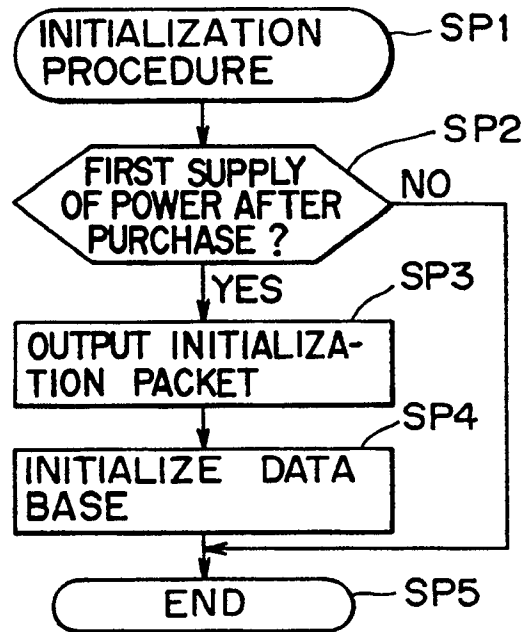 INITIALIZATION
PROCEDURE
SP1
FIRST SUPPLY
OF POWER AFTER
PURCHASE ?
SP2
NO
YES
SP3
OUTPUT INITIALIZA-
TION PACKET
SP4
INITIALIZE DATA
BASE
END
SP5